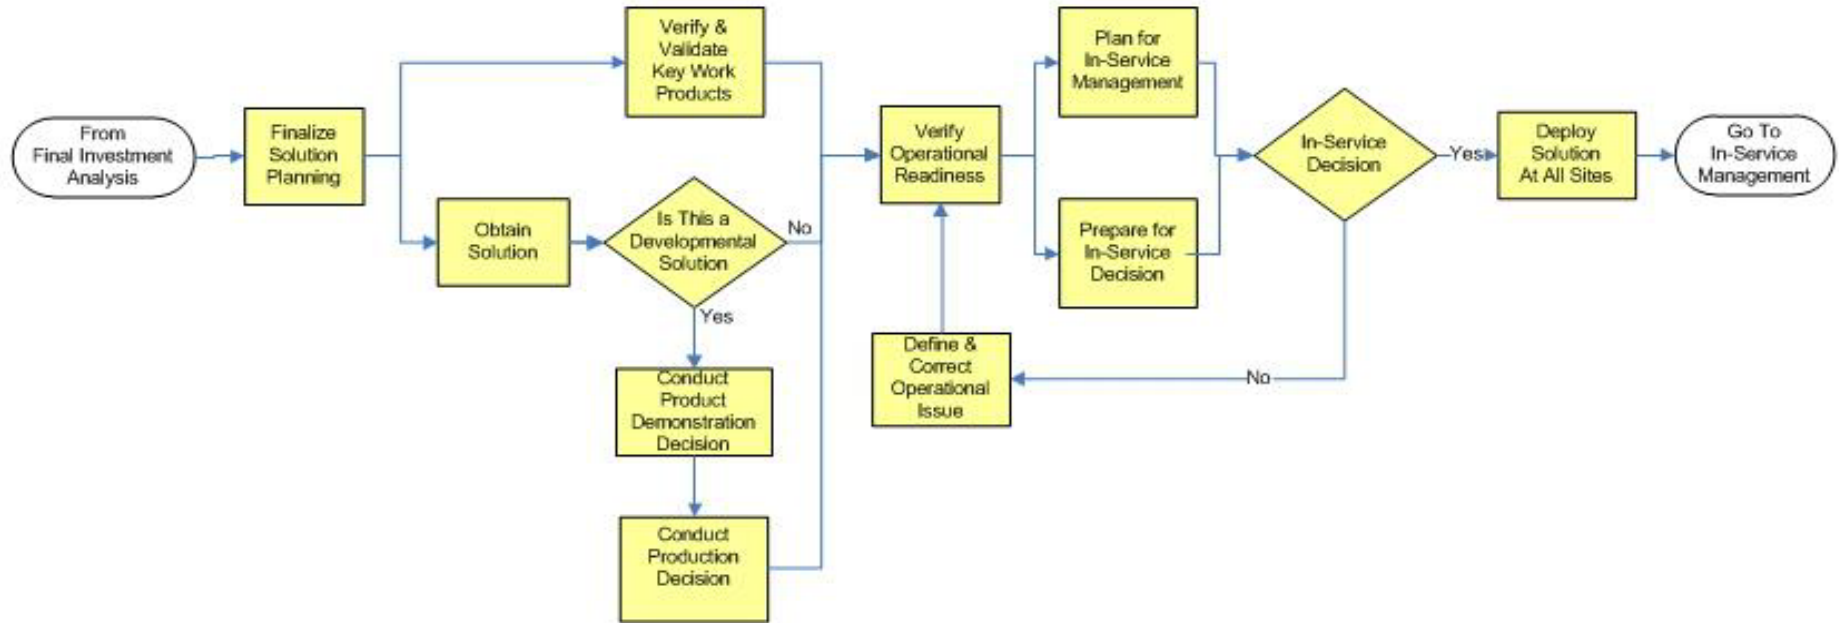 From
Final Investment
Analysis
Finalize
Solution
Planning
Verify &
Validate
Key Work
Products
Obtain
Solution
Is This a
Developmental
Solution
No
Yes
Conduct
Product
Demonstration
Decision
Conduct
Production
Decision
Verify
Operational
Readiness
Define &
Correct
Operational
Issue
Plan for
In-Service
Management
Prepare for
In-Service
Decision
In-Service
Decision
No
Yes
Deploy
Solution
At All Sites
Go To
In-Service
Management